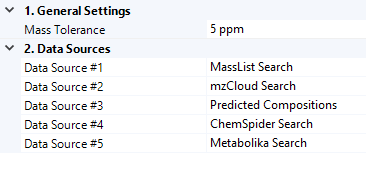 1. General Settings
Mass Tolerance 5 ppm
2. Data Sources
Data Source #1 MassList Search
Data Source #2 mzCloud Search
Data Source #3 Predicted Compositions
Data Source #4 ChemSpider Search
Data Source #5 Metabolika Search